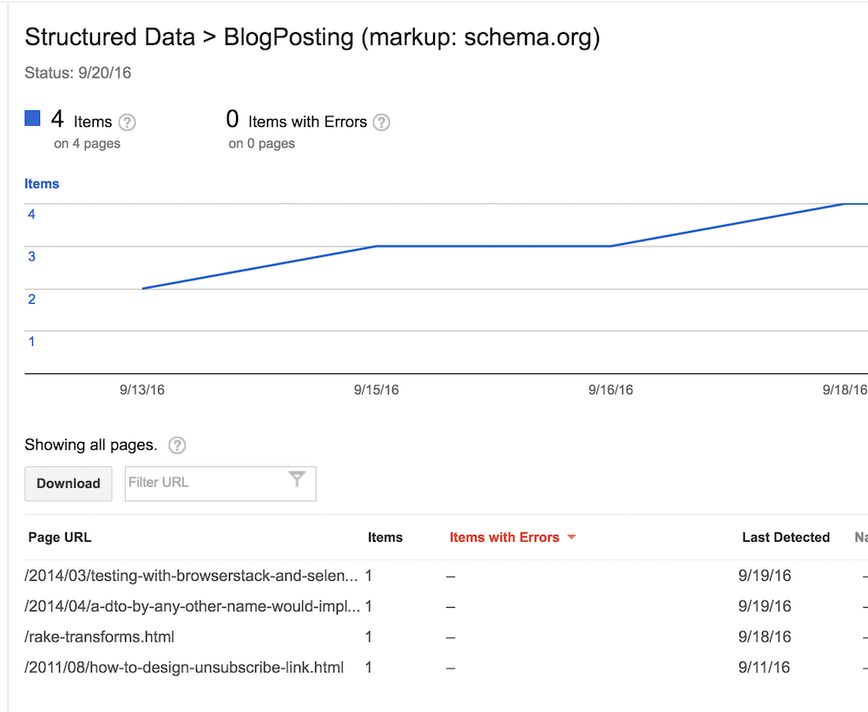 Structured Data > BlogPosting (markup: schema.org)
Status: 9/20/16
4 Items ? 0 Items with Errors ?
on 4 pages on 0 pages
Items
4
3
2
1
9/13/16 9/15/16 9/16/16 9/18/16
Showing all pages. ?
Download Filter URL
Page URL Items Items with Errors Last Detected Na
/2014/03/testing-with-browserstack-and-selen... 1 – 9/19/16 –
/2014/04/a-dto-by-any-other-name-would-impl... 1 – 9/19/16 –
/rake-transforms.html 1 – 9/18/16 –
/2011/08/how-to-design-unsubscribe-link.html 1 – 9/11/16 –